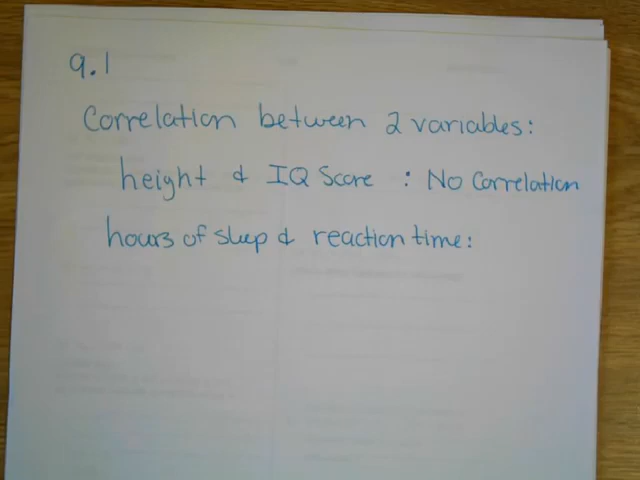 9.1
Correlation between 2 variables:
height & IQ Score : No Correlation
hours of sleep & reaction time: